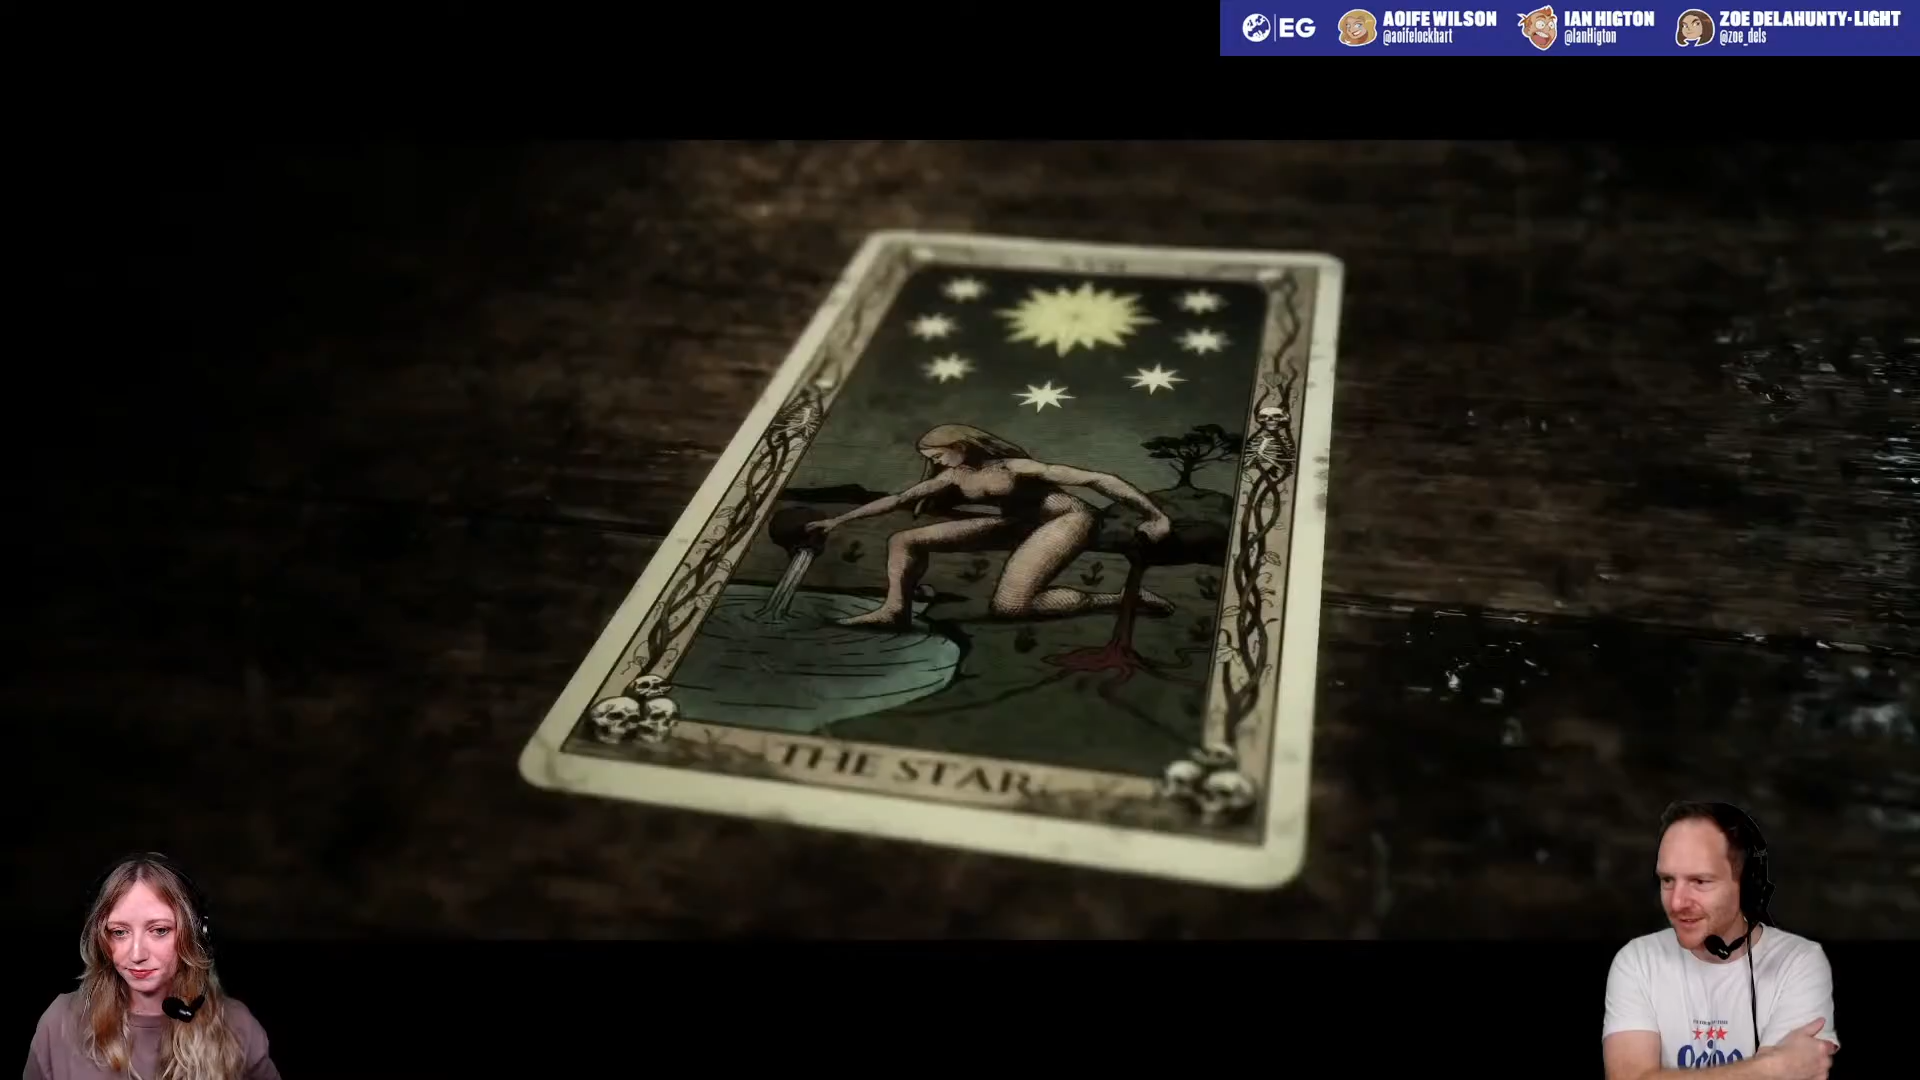 EG
AOIFE WILSON
@aoifelockhart
IAN HIGTON
@IanHigton
ZOE DELAHUNTY-LIGHT
@zoe_dels
THE STAR